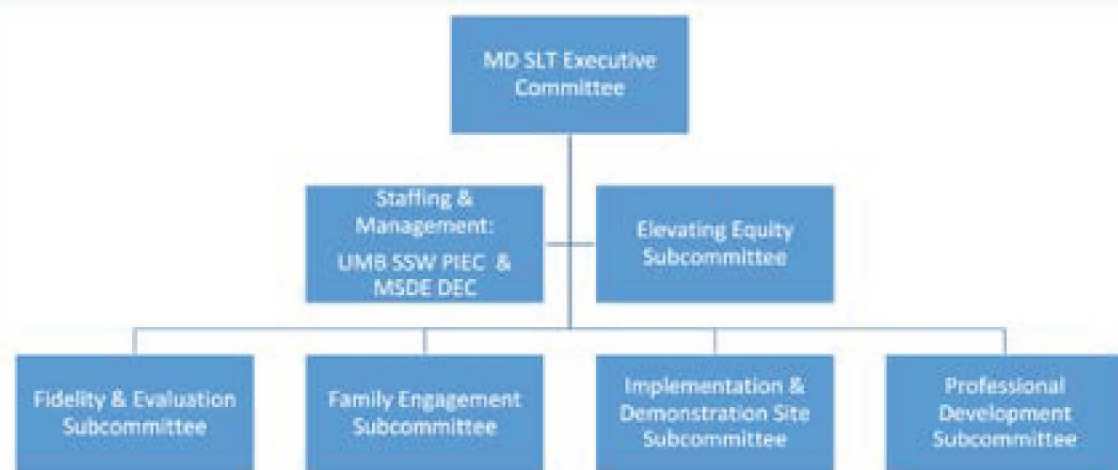 MD SLT Executive
Committee
Staffing &
Management:
UMB SSW PIEC & 
MSDE DEC
Elevating Equity
Subcommittee
Fidelity & Evaluation
Subcommittee
Family Engagement
Subcommittee
Implementation &
Demonstration Site
Subcommittee
Professional
Development
Subcommittee